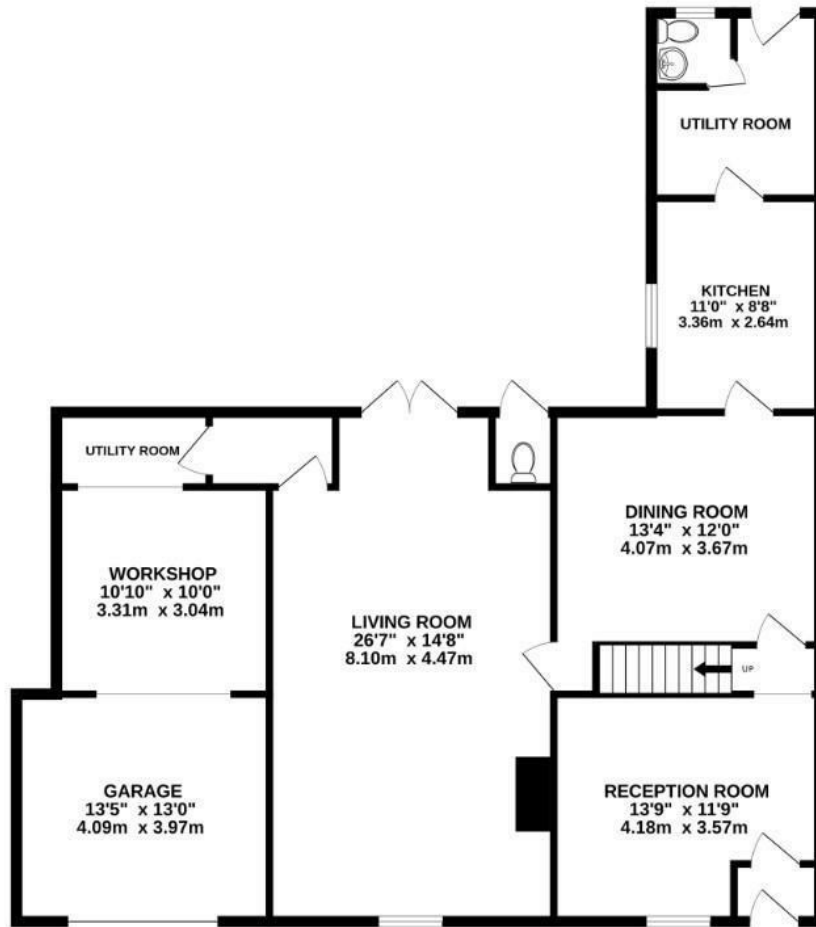 UTILITY ROOM
KITCHEN
11'0" x 8'8"
3.36m x 2.64m
UTILITY ROOM
DINING ROOM
13'4" x 12'0"
4.07m x 3.67m
WORKSHOP
10'10" x 10'0"
3.31m x 3.04m
LIVING ROOM
26'7" x 14'8"
8.10m x 4.47m
UP
GARAGE
13'5" x 13'0"
4.09m x 3.97m
RECEPTION ROOM
13'9" x 11'9"
4.18m x 3.57m